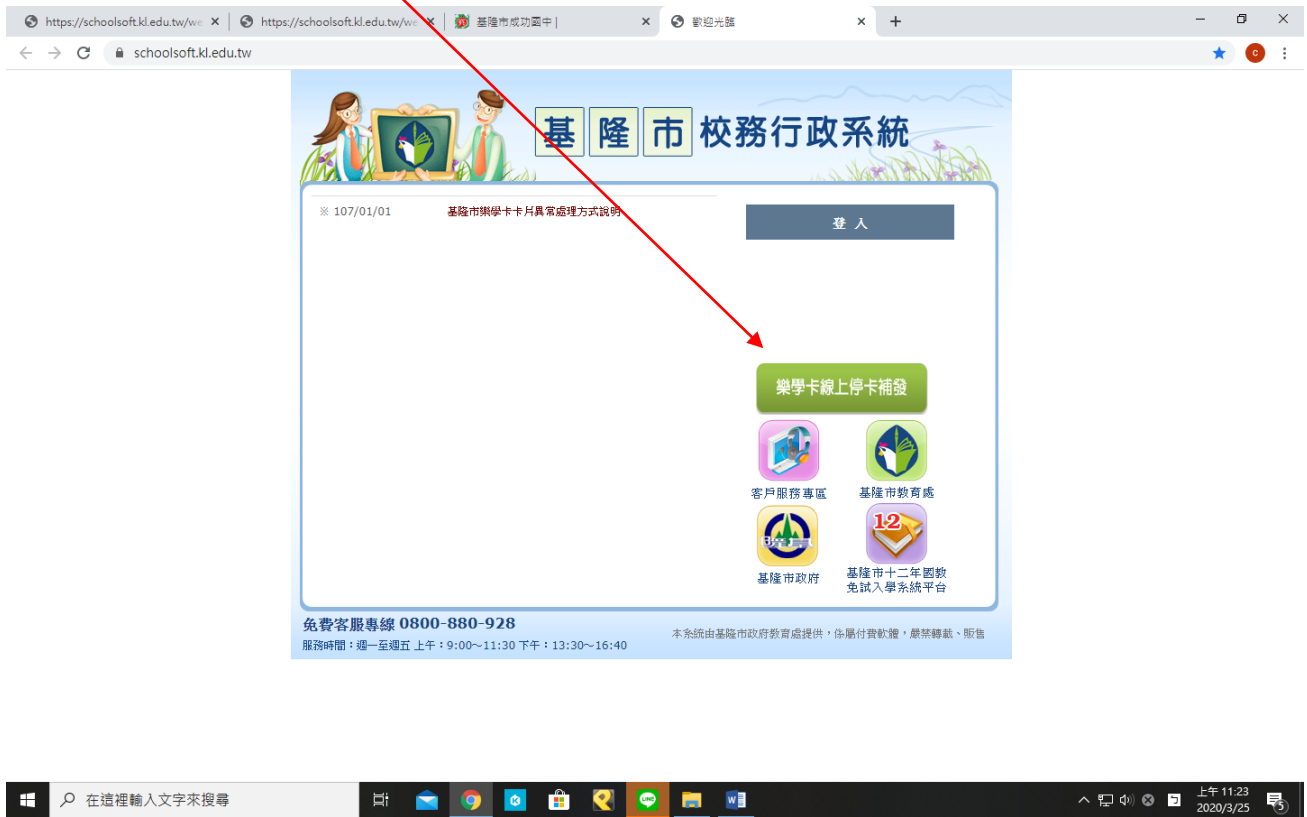 https://schoolsoft.kl.edu.tw/we
https://schoolsoft.kl.edu.tw/we
基隆市成功國中 |
歡迎光臨
schoolsoft.kl.edu.tw
c
基隆市校務行政系統
※ 107/01/01 基隆市樂學卡卡片異常處理方式說明
登 入
樂學卡線上停卡補發
客戶服務專區
基隆市教育處
12
基隆市政府
基隆市十二年國教
免試入學系統平台
免費客服專線 0800-880-928
服務時間：週一至週五 上午：9:00～11:30 下午：13:30～16:40
本系統由基隆市政府教育處提供，係屬付費軟體，嚴禁轉載、販售
在這裡輸入文字來搜尋
上午 11:23
2020/3/25
5